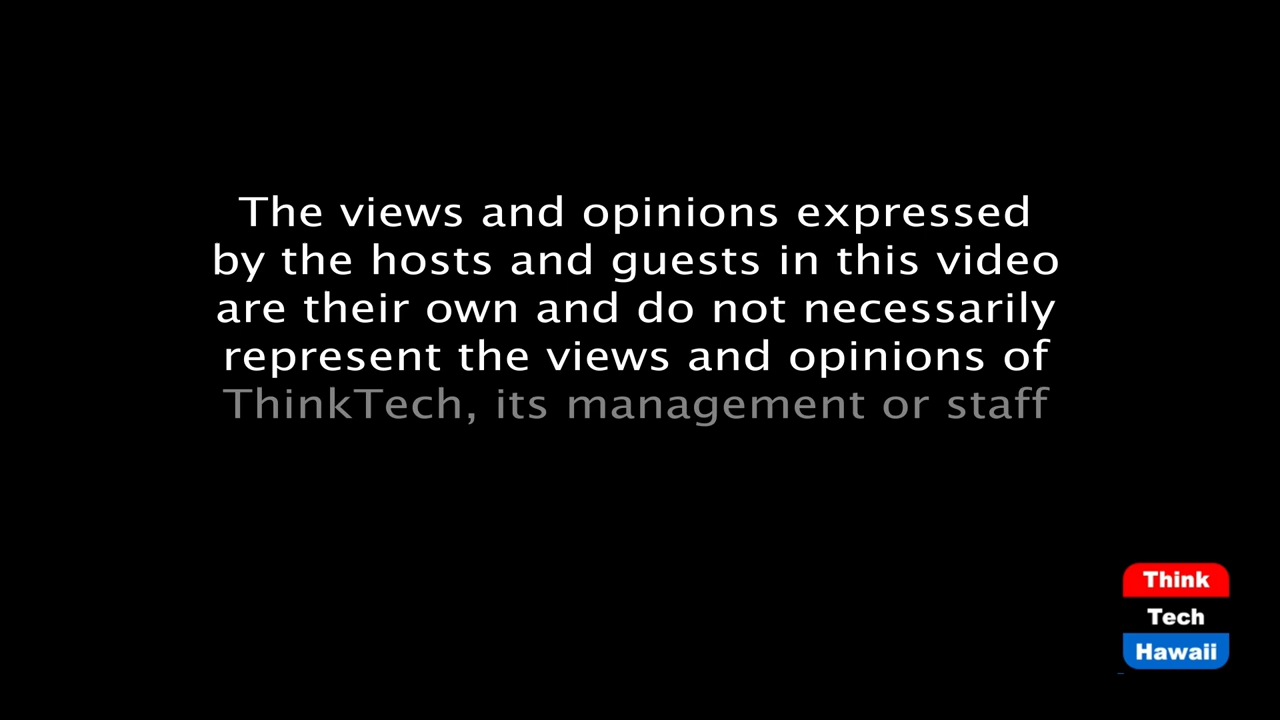 The views and opinions expressed
by the hosts and guests in this video
are their own and do not necessarily
represent the views and opinions of
ThinkTech, its management or staff
Think
Tech
Hawaii